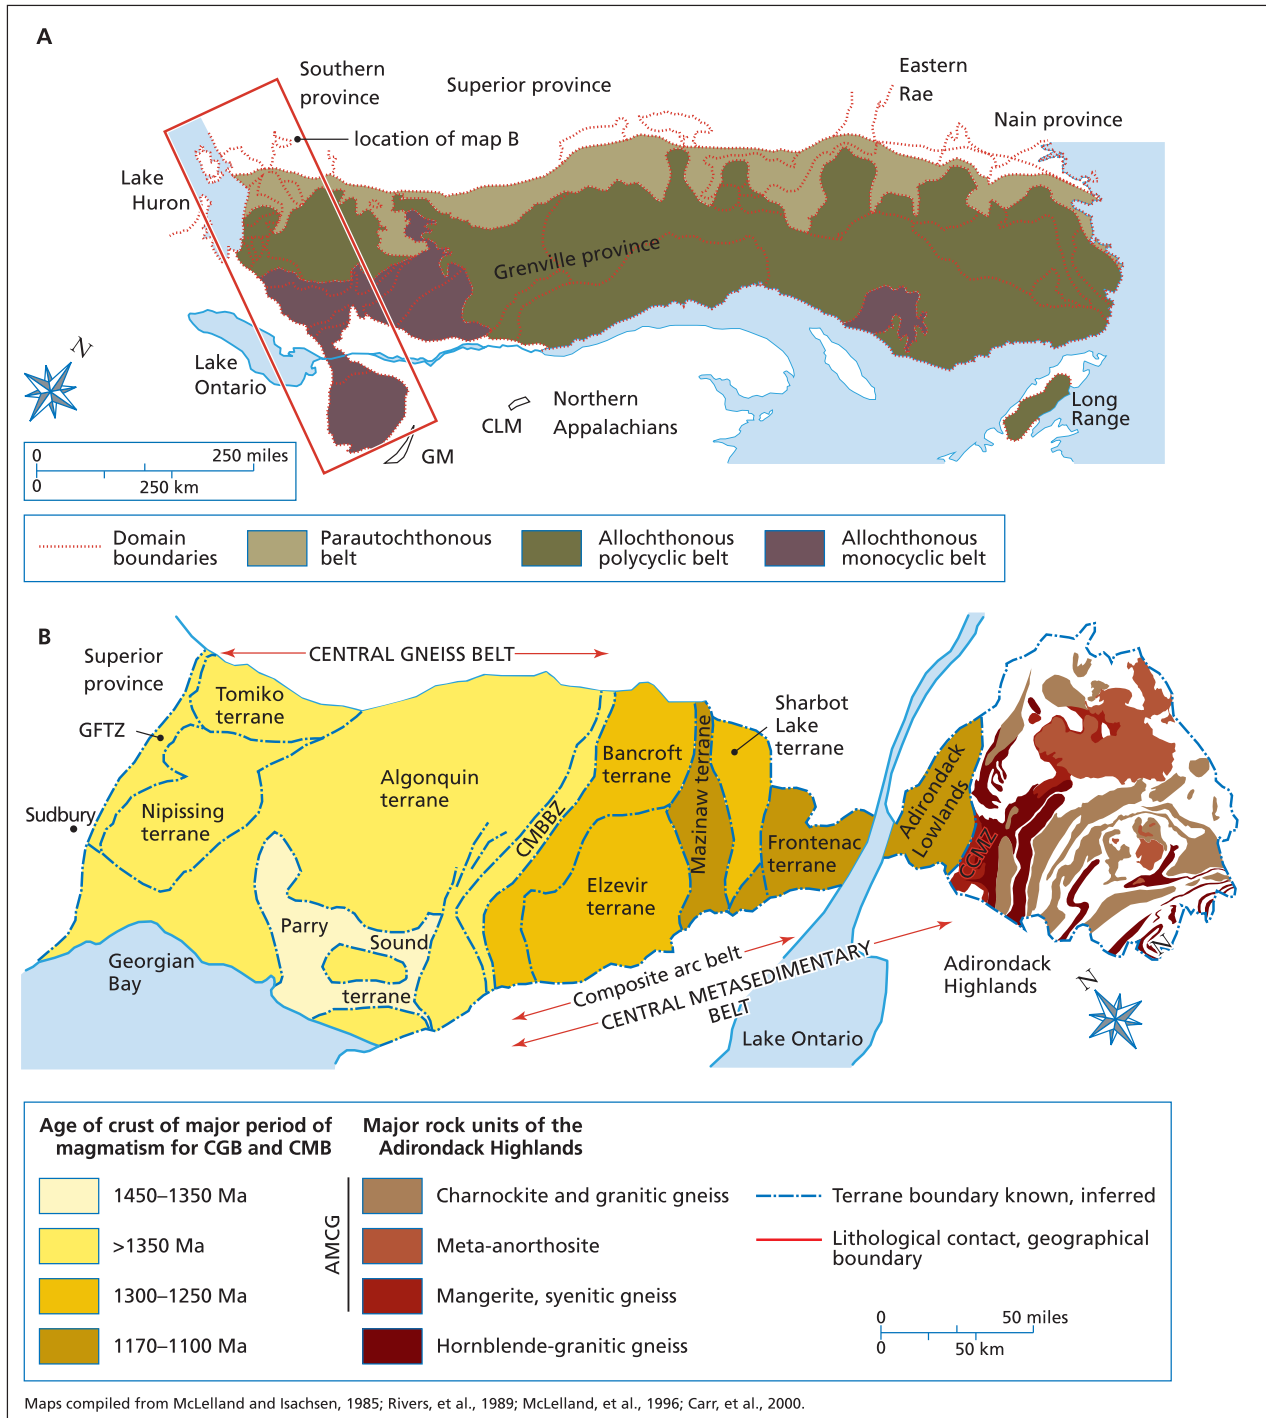 A
Southern
province
Superior province
Eastern
Rae
Nain province
location of map B
Lake
Huron
Grenville province
N
Lake
Ontario
Northern
Appalachians
CLM
GM
Long
Range
0 250 miles
0 250 km
Domain
boundaries
Parautochthonous
belt
Allochthonous
polycyclic belt
Allochthonous
monocyclic belt
B
Superior
province
CENTRAL GNEISS BELT
GFTZ
Tomiko
terrane
Sharbot
Lake
terrane
Sudbury
Nipissing
terrane
Algonquin
terrane
CMBBZ
Bancroft
terrane
Mazinaw terrane
Elzevir
terrane
Frontenac
terrane
Adirondack
Lowlands
CCMZ
Parry
Sound
terrane
Georgian
Bay
Composite arc belt
CENTRAL METASEDIMENTARY
BELT
Lake Ontario
Adirondack
Highlands
N
N
Age of crust of major period of
magmatism for CGB and CMB
1450–1350 Ma
>1350 Ma
1300–1250 Ma
1170–1100 Ma
Major rock units of the
Adirondack Highlands
AMCG
Charnockite and granitic gneiss
Meta-anorthosite
Mangerite, syenitic gneiss
Hornblende-granitic gneiss
Terrane boundary known, inferred
Lithological contact, geographical
boundary
0 50 miles
0 50 km
Maps compiled from McLelland and Isachsen, 1985; Rivers, et al., 1989; McLelland, et al., 1996; Carr, et al., 2000.